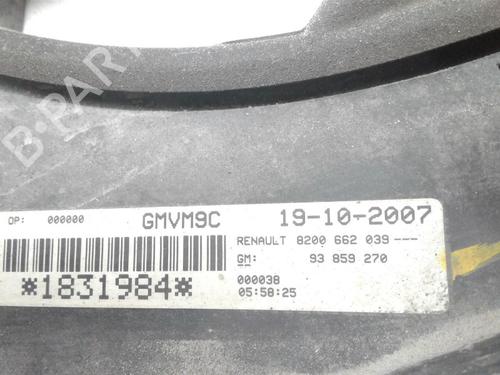 B-PARTS
OP: 000000 GMVM9C 19-10-2007
RENAULT 8200 662 039 ---
GM: 93 859 270
*1831984*
000038
05:58:25